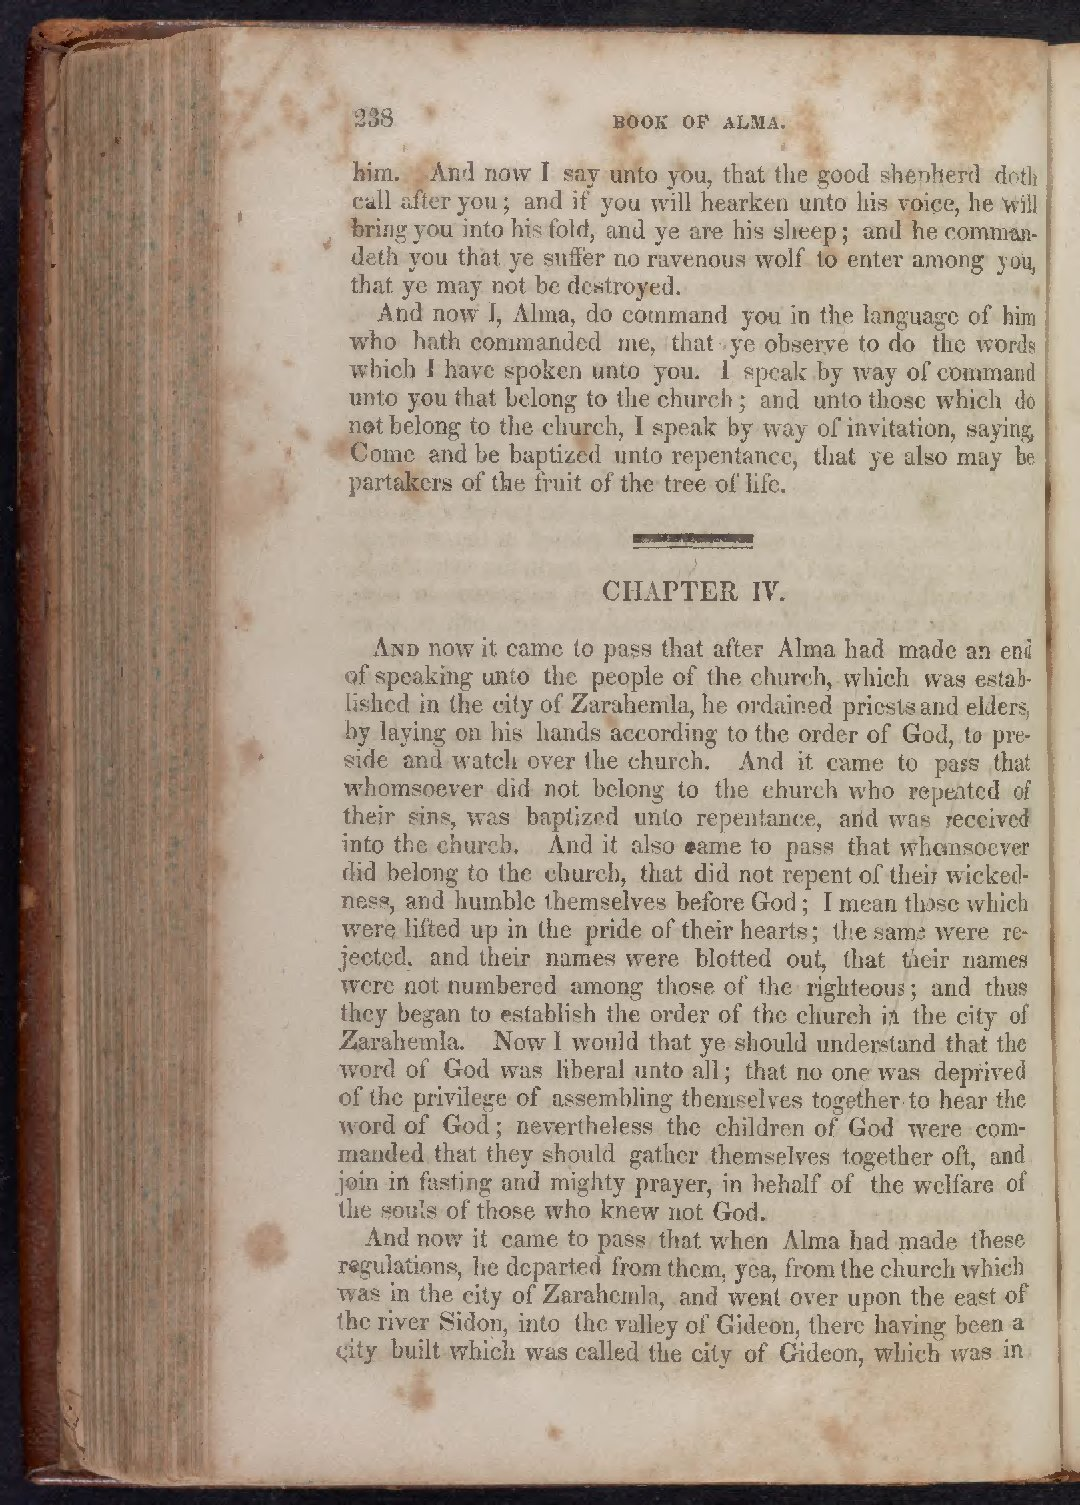 238 BOOK OF ALMA.
him. And now I say unto you, that the good shepherd doth
call after you; and if you will hearken unto his voice, he will
bring you into his fold, and ye are his sheep; and he comman-
deth you that ye suffer no ravenous wolf to enter among you,
that ye may not be destroyed.
And now I, Alma, do command you in the language of him
who hath commanded me, that ye observe to do the words
which I have spoken unto you. I speak by way of command
unto you that belong to the church; and unto those which do
not belong to the church, I speak by way of invitation, saying,
Come and be baptized unto repentance, that ye also may be
partakers of the fruit of the tree of life.
CHAPTER IV.
AND now it came to pass that after Alma had made an end
of speaking unto the people of the church, which was estab-
lished in the city of Zarahemla, he ordained priests and elders,
by laying on his hands according to the order of God, to pre-
side and watch over the church. And it came to pass that
whomsoever did not belong to the church who repented of
their sins, was baptized unto repentance, and was received
into the church. And it also came to pass that whomsoever
did belong to the church, that did not repent of their wicked-
ness, and humble themselves before God; I mean those which
were lifted up in the pride of their hearts; the same were re-
jected, and their names were blotted out, that their names
were not numbered among those of the righteous; and thus
they began to establish the order of the church in the city of
Zarahemla. Now I would that ye should understand that the
word of God was liberal unto all; that no one was deprived
of the privilege of assembling themselves together to hear the
word of God; nevertheless the children of God were com-
manded that they should gather themselves together oft, and
join in fasting and mighty prayer, in behalf of the welfare of
the souls of those who knew not God.
And now it came to pass that when Alma had made these
regulations, he departed from them, yea, from the church which
was in the city of Zarahemla, and went over upon the east of
the river Sidon, into the valley of Gideon, there having been a
city built which was called the city of Gideon, which was in